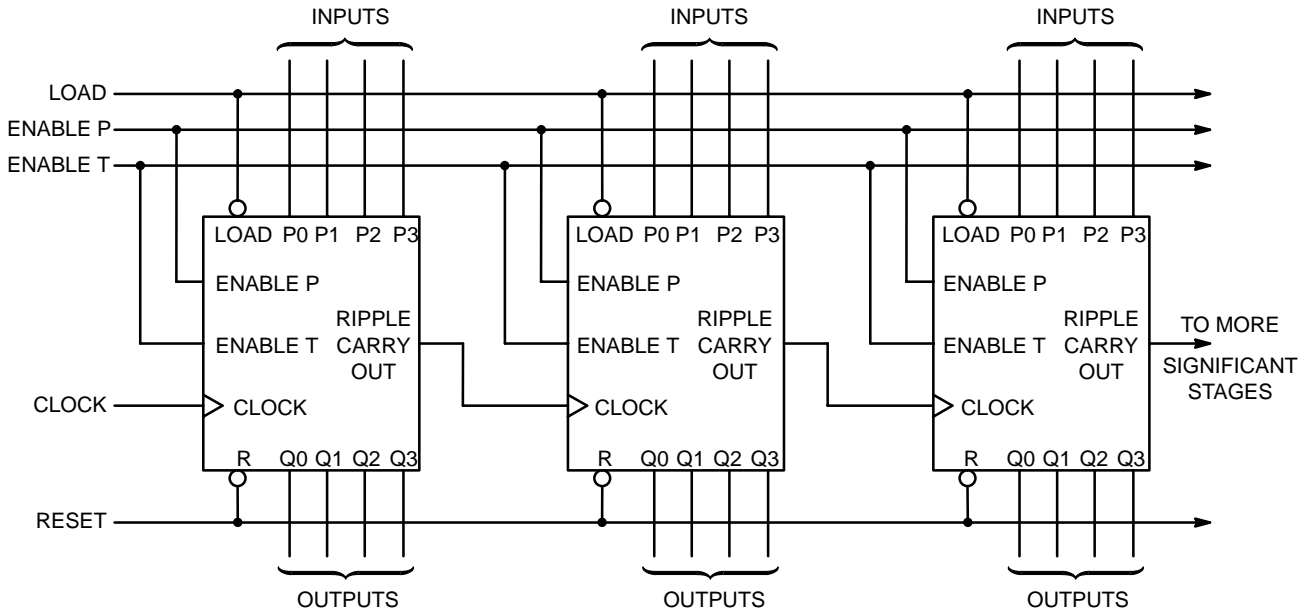 INPUTS INPUTS INPUTS
LOAD
ENABLE P
ENABLE T
LOAD P0 P1 P2 P3 LOAD P0 P1 P2 P3 LOAD P0 P1 P2 P3
ENABLE P ENABLE P ENABLE P
RIPPLE RIPPLE RIPPLE TO MORE
ENABLE T CARRY ENABLE T CARRY ENABLE T CARRY
OUT OUT OUT SIGNIFICANT
STAGES
CLOCK CLOCK CLOCK CLOCK
R Q0 Q1 Q2 Q3 R Q0 Q1 Q2 Q3 R Q0 Q1 Q2 Q3
RESET
OUTPUTS OUTPUTS OUTPUTS